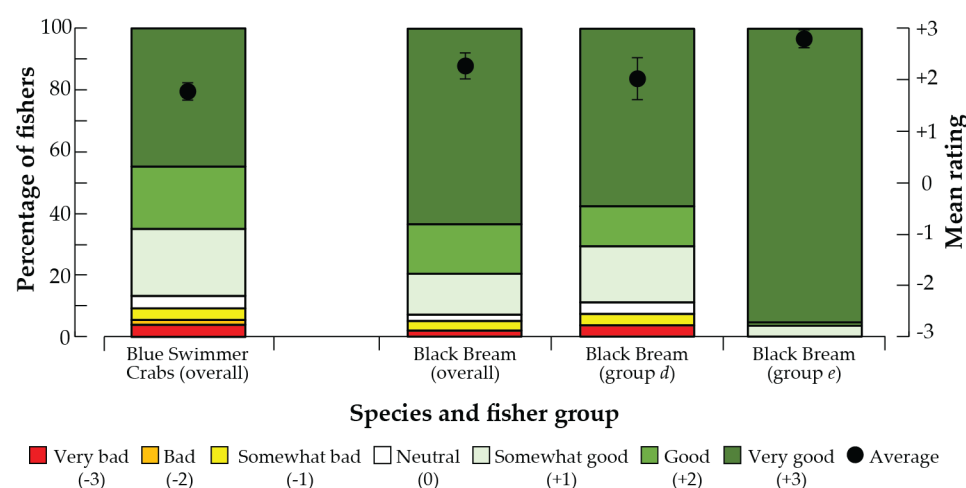 Percentage of fishers
100
80
60
40
20
0
+3
+2
+1
0
-1
-2
-3
Mean rating
Blue Swimmer
Crabs (overall)
Black Bream
(overall)
Black Bream
(group d)
Black Bream
(group e)
Species and fisher group
Very bad
(-3)
Bad
(-2)
Somewhat bad
(-1)
Neutral
(0)
Somewhat good
(+1)
Good
(+2)
Very good
(+3)
Average